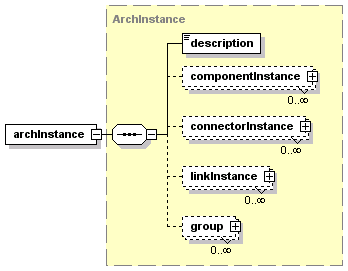 ArchInstance
description
componentInstance
0..∞
archInstance
connectorInstance
0..∞
linkInstance
0..∞
group
0..∞